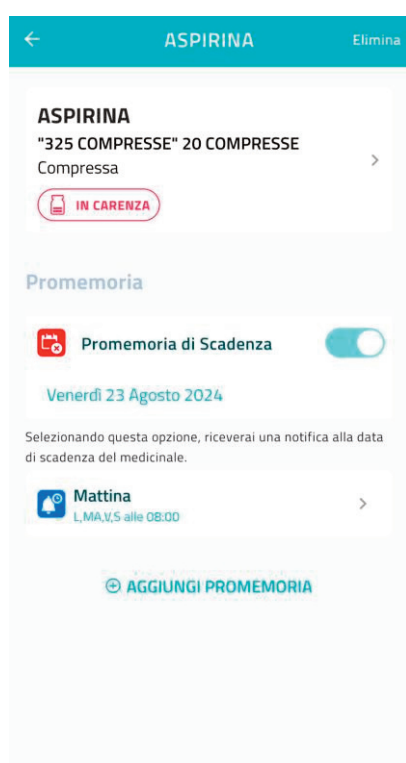 ASPIRINA
Elimina
ASPIRINA
"325 COMPRESSE" 20 COMPRESSE
Compressa
IN CARENZA
Promemoria
Promemoria di Scadenza
Venerdì 23 Agosto 2024
Selezionando questa opzione, riceverai una notifica alla data
di scadenza del medicinale.
Mattina
L,MA,V,S alle 08:00
AGGIUNGI PROMEMORIA